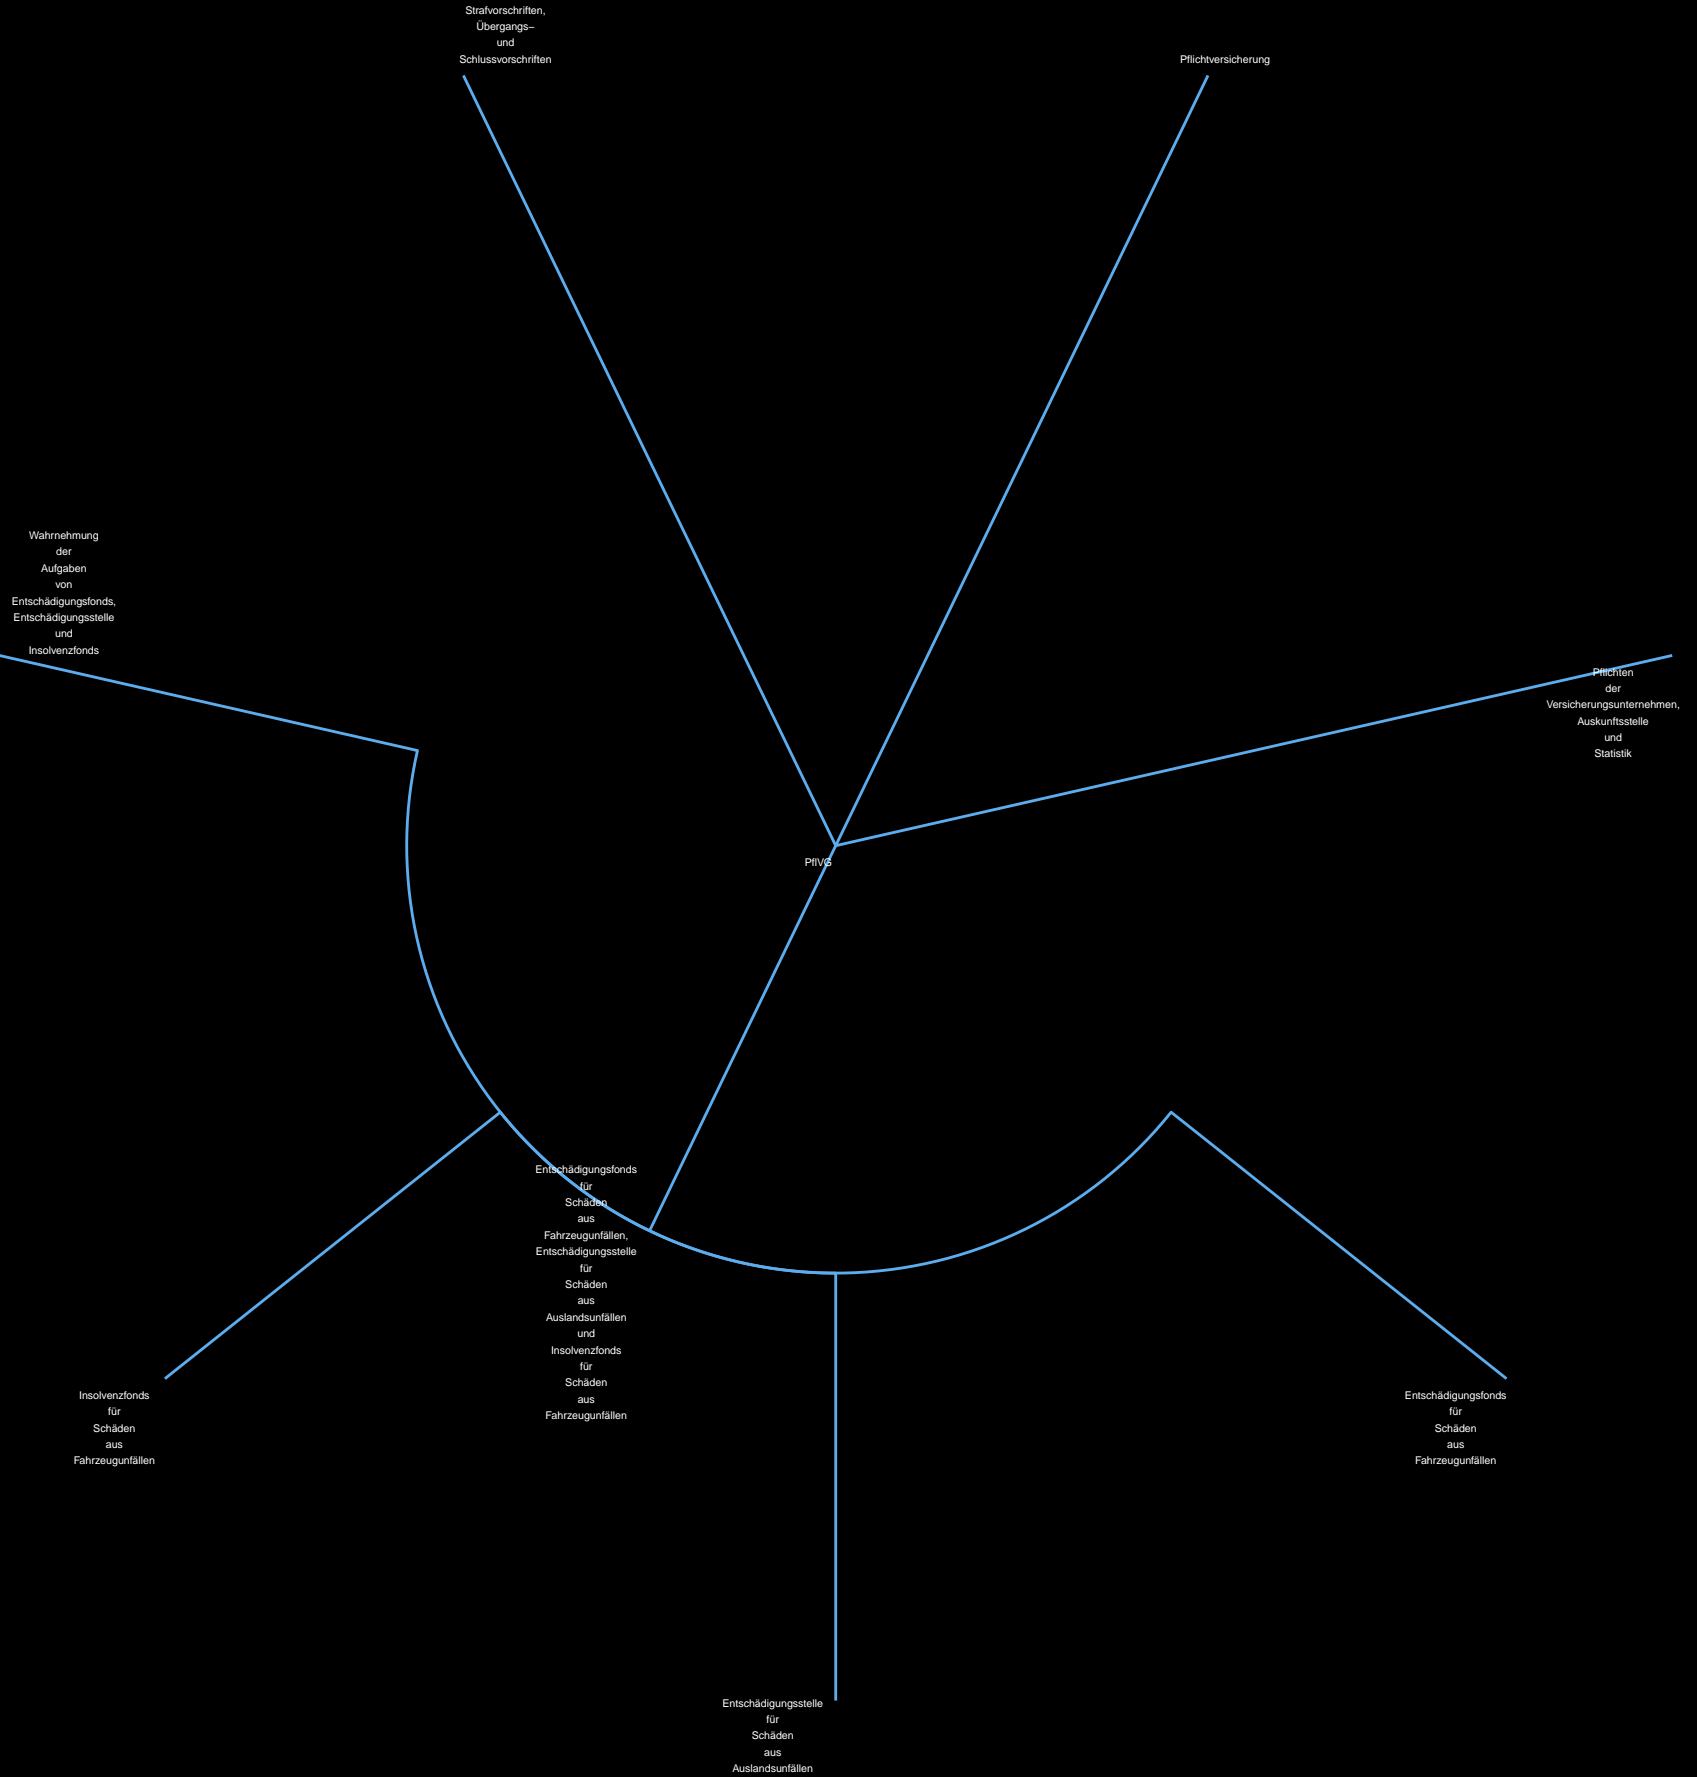 Strafvorschriften,
Übergangs–
und
Schlussvorschriften
Pflichtversicherung
Wahrnehmung
der
Aufgaben
von
Entschädigungsfonds,
Entschädigungsstelle
und
Insolvenzfonds
Pflichten
der
Versicherungsunternehmen,
Auskunftsstelle
und
Statistik
PflVG
Entschädigungsfonds
für
Schäden
aus
Fahrzeugunfällen,
Entschädigungsstelle
für
Schäden
aus
Auslandsunfällen
und
Insolvenzfonds
für
Schäden
aus
Fahrzeugunfällen
Insolvenzfonds
für
Schäden
aus
Fahrzeugunfällen
Entschädigungsfonds
für
Schäden
aus
Fahrzeugunfällen
Entschädigungsstelle
für
Schäden
aus
Auslandsunfällen